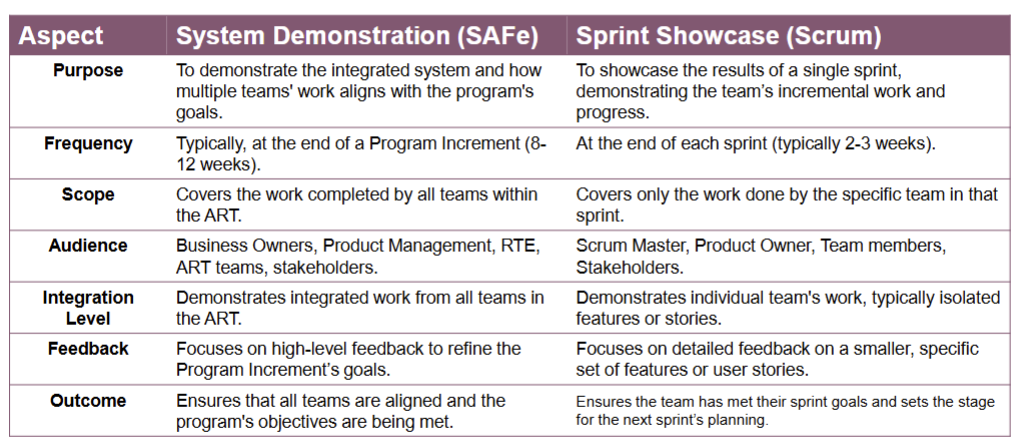 Aspect System Demonstration (SAFe) Sprint Showcase (Scrum)
Purpose
To demonstrate the integrated system and how
multiple teams' work aligns with the program's
goals.
To showcase the results of a single sprint,
demonstrating the team’s incremental work and
progress.
Frequency
Typically, at the end of a Program Increment (8-
12 weeks).
At the end of each sprint (typically 2-3 weeks).
Scope
Covers the work completed by all teams within
the ART.
Covers only the work done by the specific team in that
sprint.
Audience
Business Owners, Product Management, RTE,
ART teams, stakeholders.
Scrum Master, Product Owner, Team members,
Stakeholders.
Integration
Level
Demonstrates integrated work from all teams in
the ART.
Demonstrates individual team's work, typically isolated
features or stories.
Feedback
Focuses on high-level feedback to refine the
Program Increment’s goals.
Focuses on detailed feedback on a smaller, specific
set of features or user stories.
Outcome
Ensures that all teams are aligned and the
program's objectives are being met.
Ensures the team has met their sprint goals and sets the stage
for the next sprint’s planning.